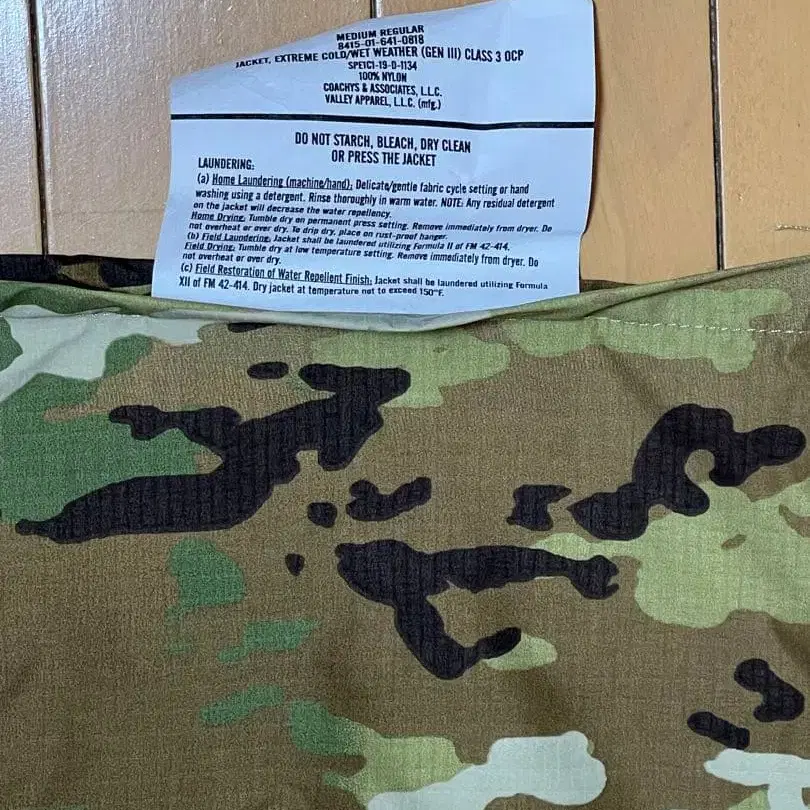 MEDIUM REGULAR
8415-01-641-0818
JACKET, EXTREME COLD/WET WEATHER (GEN III) CLASS 3 OCP
SPE1C1-19-D-1134
100% NYLON
COACHYS & ASSOCIATES, L.L.C.
VALLEY APPAREL, L.L.C. (mfg.)
DO NOT STARCH, BLEACH, DRY CLEAN
OR PRESS THE JACKET
LAUNDERING:
(a) Home Laundering (machine/hand): Delicate/gentle fabric cycle setting or hand
washing using a detergent. Rinse thoroughly in warm water. NOTE: Any residual detergent
on the jacket will decrease the water repellency.
Home Drying: Tumble dry on permanent press setting. Remove immediately from dryer. Do
not overheat or over dry. To drip dry, place on rust-proof hanger.
(b) Field Laundering: Jacket shall be laundered utilizing Formula II of FM 42-414.
Field Drying: Tumble dry at low temperature setting. Remove immediately from dryer. Do
not overheat or over dry.
(c) Field Restoration of Water Repellent Finish: Jacket shall be laundered utilizing Formula
XII of FM 42-414. Dry jacket at temperature not to exceed 150°F.